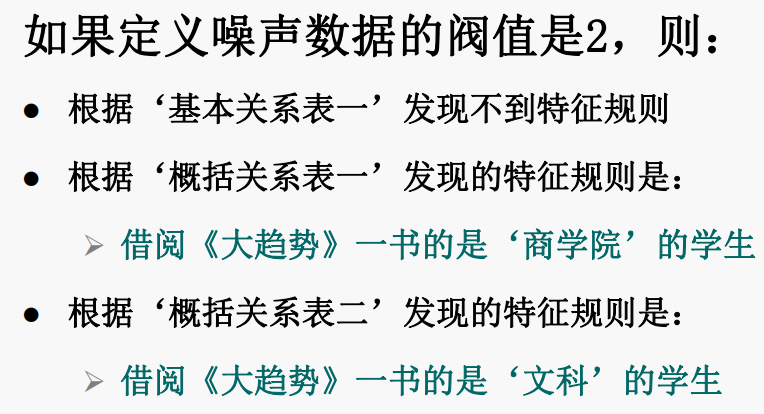 如果定义噪声数据的阀值是2，则：
● 根据‘基本关系表一’发现不到特征规则
● 根据‘概括关系表一’发现的特征规则是：
➢ 借阅《大趋势》一书的是‘商学院’的学生
● 根据‘概括关系表二’发现的特征规则是：
➢ 借阅《大趋势》一书的是‘文科’的学生